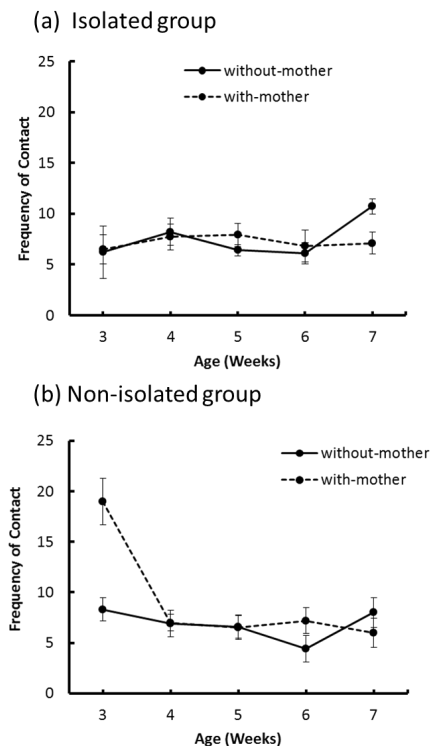 (a) Isolated group
25
without-mother
20
with-mother
Frequency of Contact
15
10
5
0
3 4 5 6 7
Age (Weeks)
(b) Non-isolated group
25
without-mother
20
with-mother
Frequency of Contact
15
10
5
0
3 4 5 6 7
Age (Weeks)